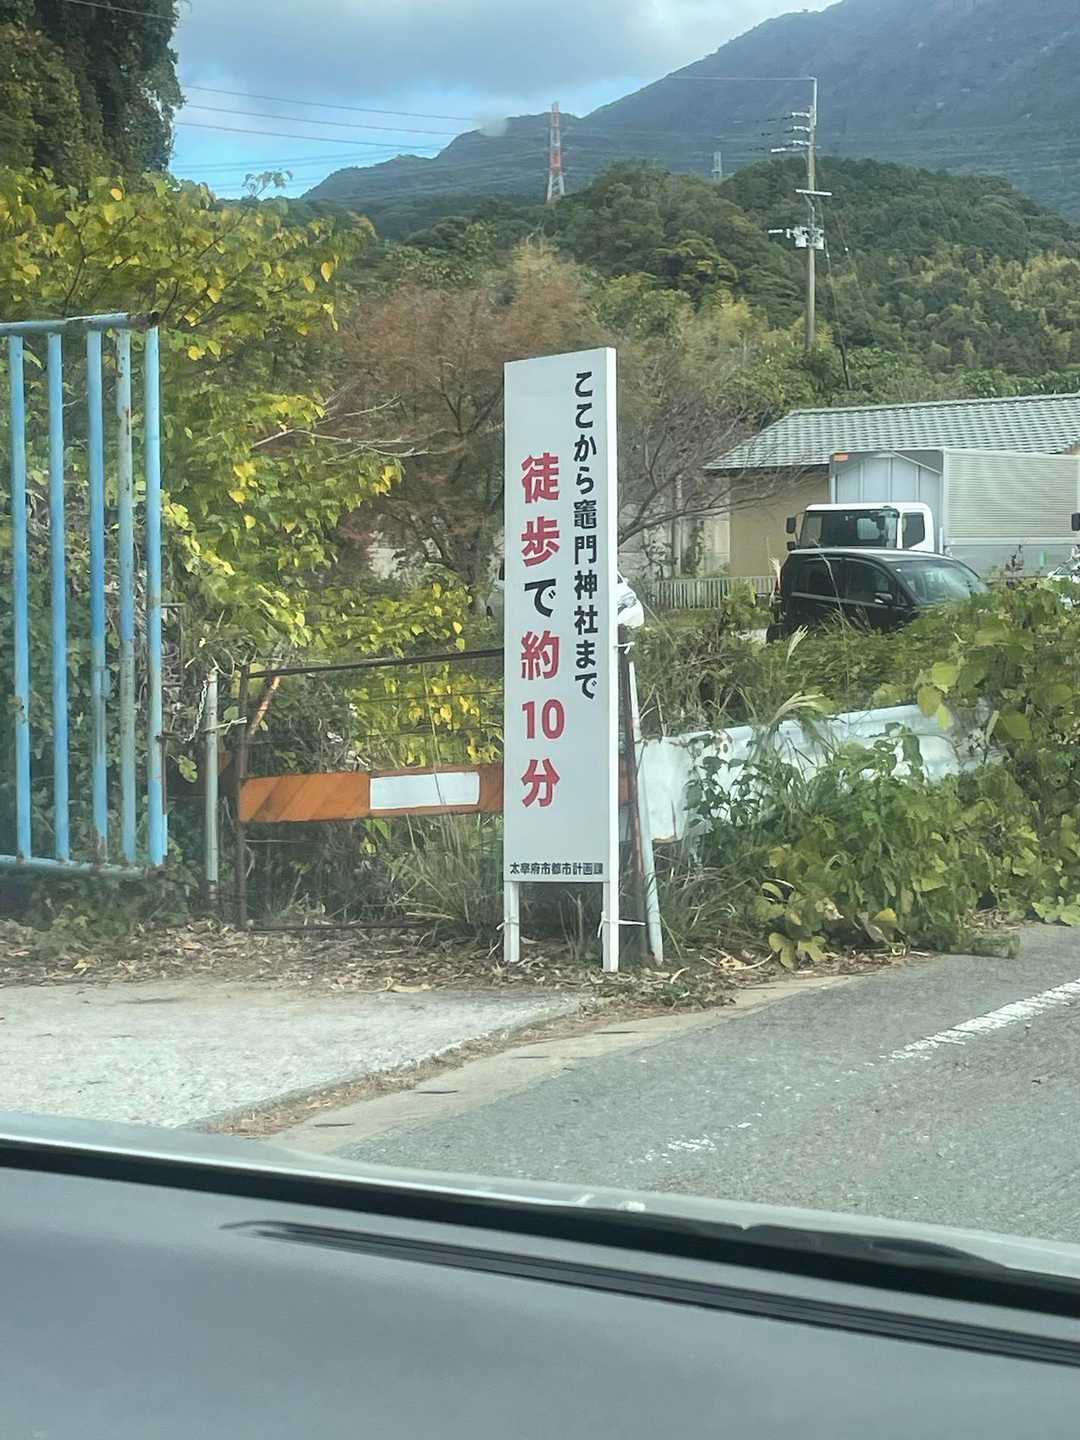 ここから竈門神社まで
徒歩で約10分
太宰府市都市計画課